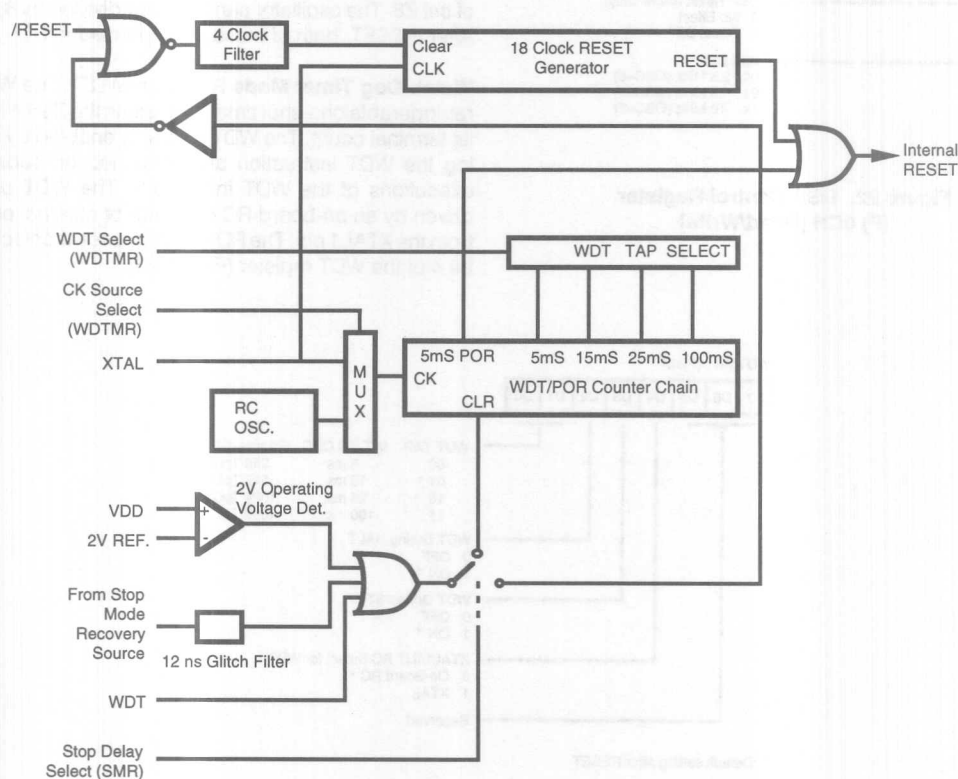 /RESET
4 Clock
Filter
Clear
CLK
18 Clock RESET
Generator
RESET
Internal
RESET
WDT Select
(WDTMR)
WDT TAP SELECT
CK Source
Select
(WDTMR)
XTAL
M
U
X
5mS POR
5mS
15mS
25mS
100mS
CK
WDT/POR Counter Chain
CLR
RC
OSC.
2V Operating
Voltage Det.
VDD
+
2V REF.
-
From Stop
Mode
Recovery
Source
12 ns Glitch Filter
WDT
Stop Delay
Select (SMR)